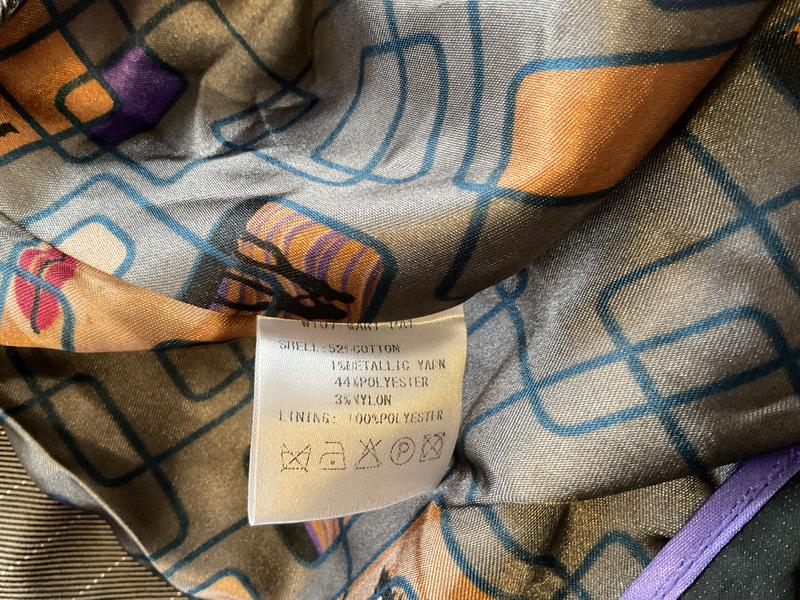 SHELL:52%COTTON
1%METALLIC YARN
44%POLYESTER
3%NYLON
LINING: 100%POLYESTER
P